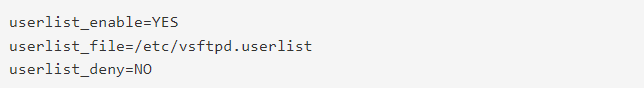 userlist_enable=YES
userlist_file=/etc/vsftpd.userlist
userlist_deny=NO